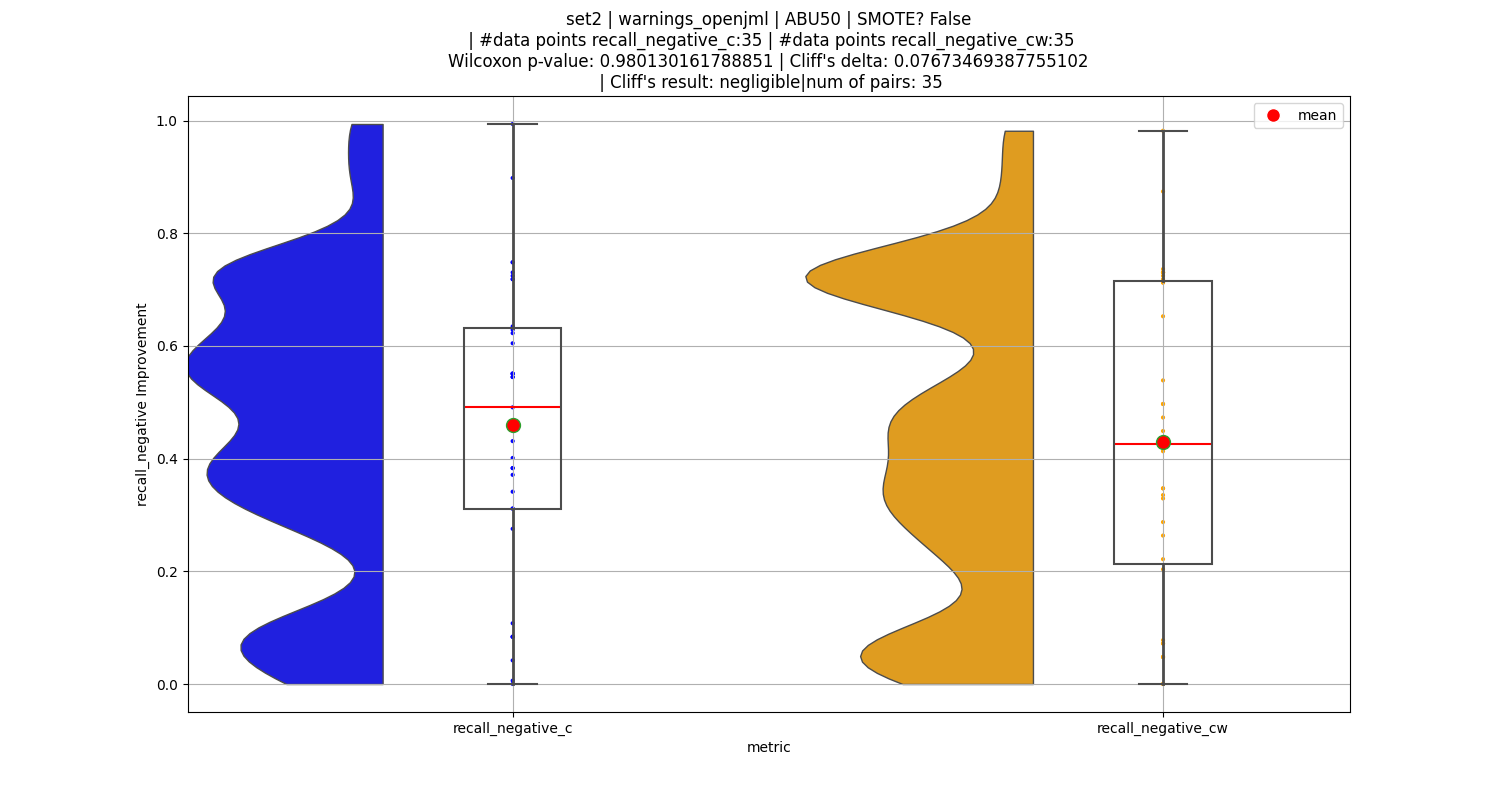 set2 | warnings_openjml | ABU50 | SMOTE? False
| #data points recall_negative_c:35 | #data points recall_negative_cw:35
Wilcoxon p-value: 0.980130161788851 | Cliff's delta: 0.07673469387755102
| Cliff's result: negligible|num of pairs: 35
mean
1.0
0.8
0.6
0.4
0.2
0.0
recall_negative Improvement
recall_negative_c
recall_negative_cw
metric